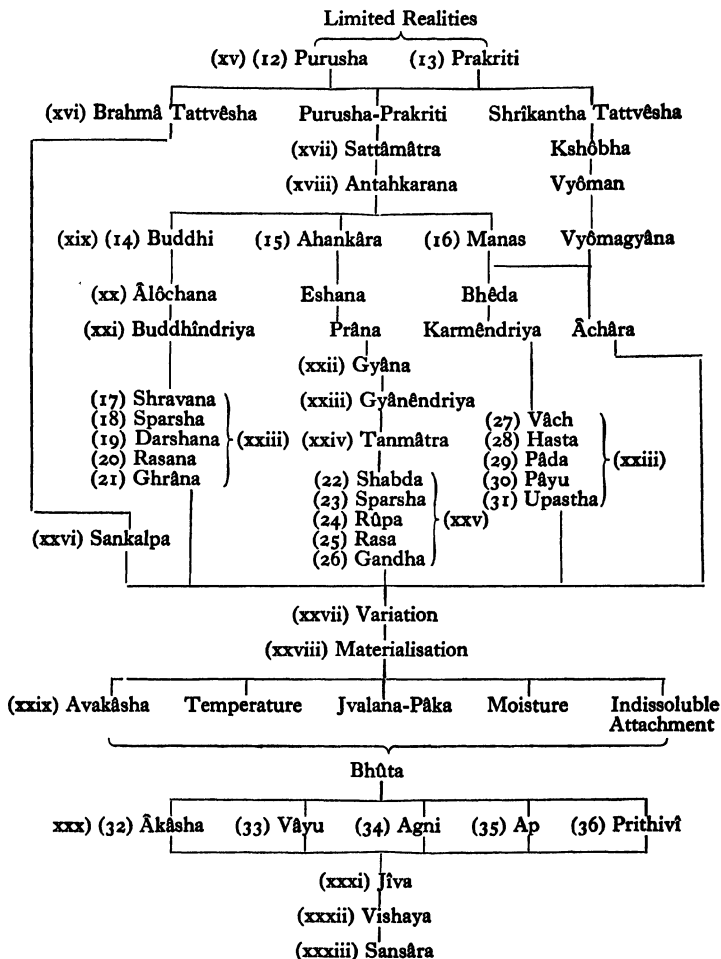 Limited Realities
(xv) (12) Purusha (13) Prakriti
(xvi) Brahmâ Tattvêsha Purusha-Prakriti Shrîkantha Tattvêsha
(xvii) Sattâmâtra Kshôbha
(xviii) Antahkarana Vyôman
(xix) (14) Buddhi (15) Ahankâra (16) Manas Vyômagyâna
(xx) Âlôchana Eshana Bhêda
(xxi) Buddhîndriya Prâna Karmêndriya Âchâra
(xxii) Gyâna
(17) Shravana (xxiii) Gyânêndriya (27) Vâch
(18) Sparsha (28) Hasta
(19) Darshana (xxiii) (xxiv) Tanmâtra (29) Pâda (xxiii)
(20) Rasana (30) Pâyu
(21) Ghrâna (22) Shabda (31) Upastha
(23) Sparsha
(24) Rûpa (xxv)
(25) Rasa
(26) Gandha
(xxvi) Sankalpa
(xxvii) Variation
(xxviii) Materialisation
(xxix) Avakâsha Temperature Jvalana-Pâka Moisture Indissoluble
Attachment
Bhûta
xxx) (32) Âkâsha (33) Vâyu (34) Agni (35) Ap (36) Prithivî
(xxxi) Jîva
(xxxii) Vishaya
(xxxiii) Sansâra